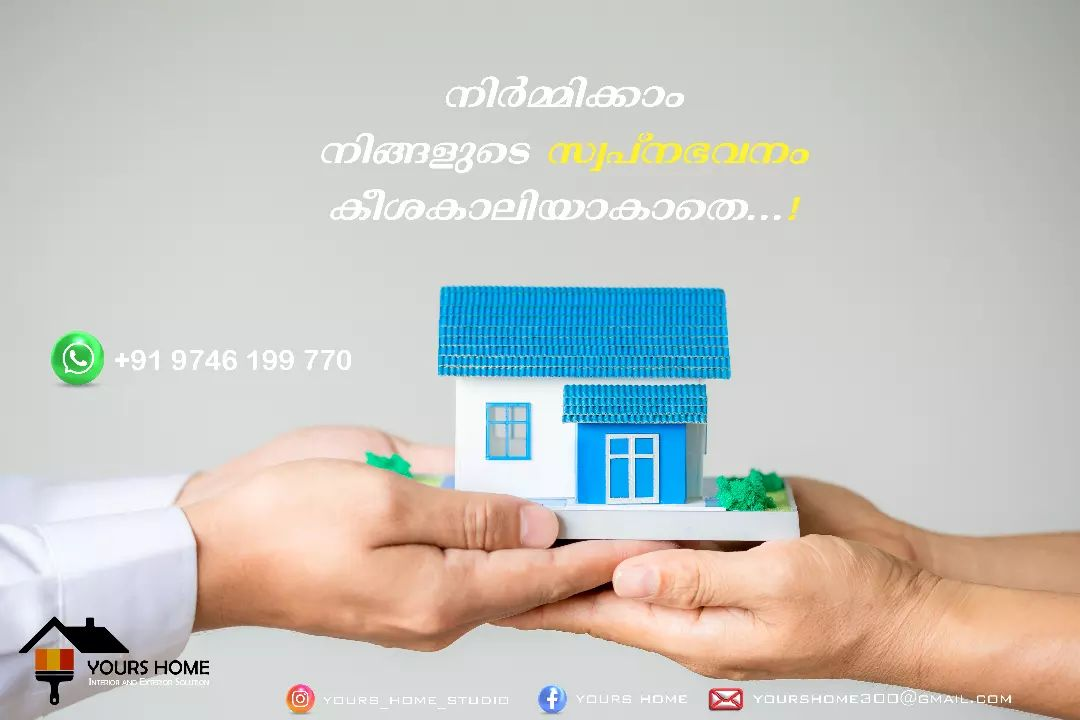 നിർമ്മിക്കാം
നിങ്ങളുടെ സ്വപ്നഭവനം
കീശകാലിയാകാതെ...!
+91 9746 199 770
YOURS HOME
INTERIOR AND EXTERIOR SOLUTION
YOURS_HOME_STUDIO
YOURS HOME
YOURSHOME300@GMAIL.COM